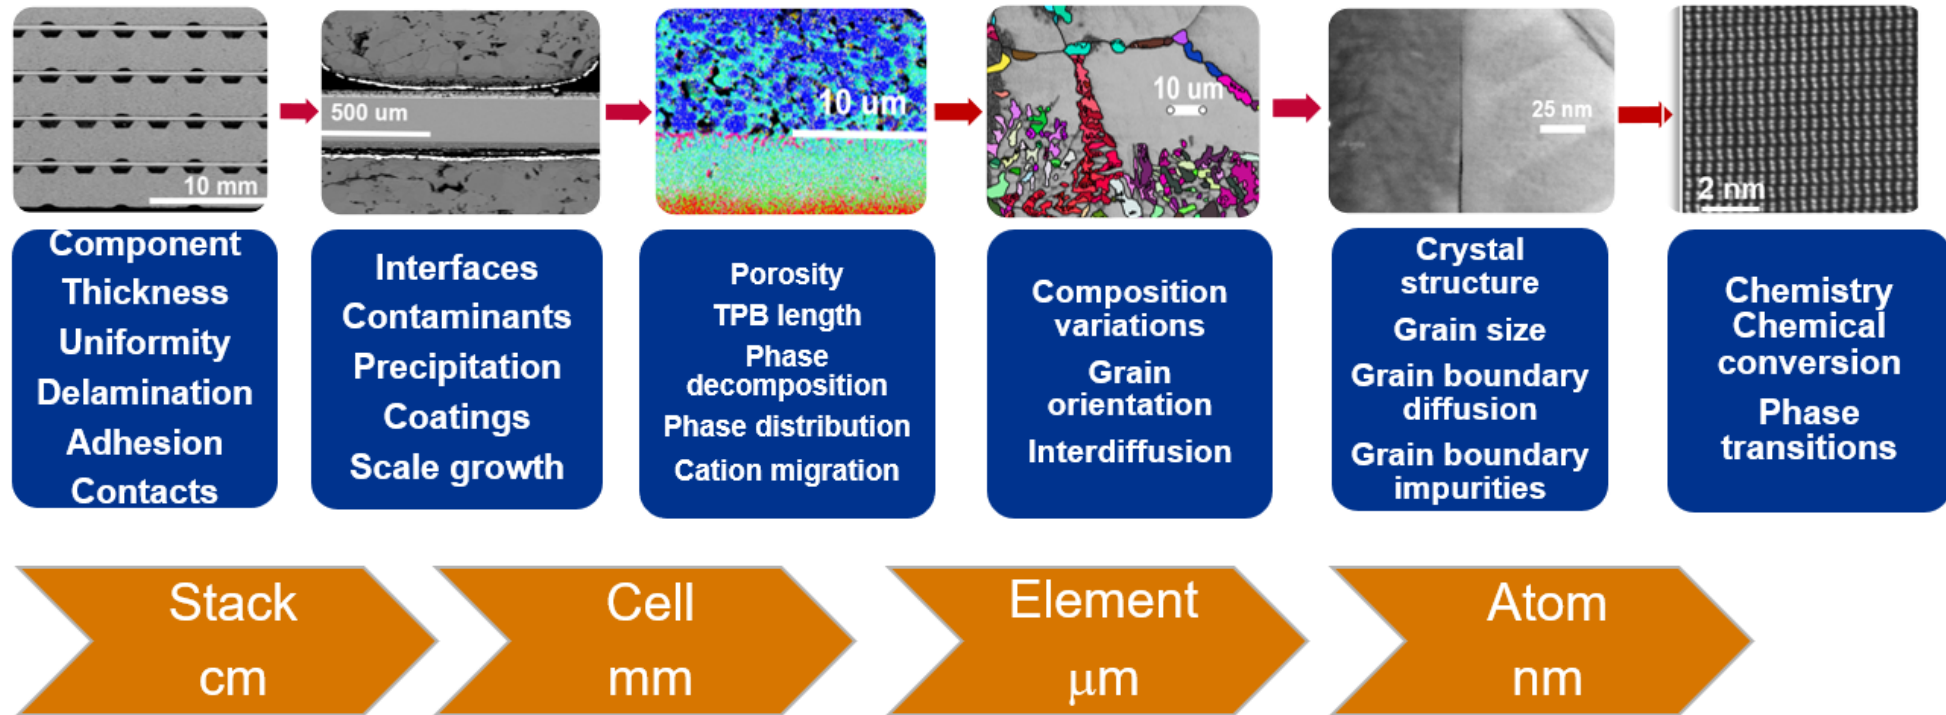 10 mm
500 um
10 um
10 um
25 nm
2 nm
Component
Thickness
Uniformity
Delamination
Adhesion
Contacts
Interfaces
Contaminants
Precipitation
Coatings
Scale growth
Porosity
TPB length
Phase
decomposition
Phase distribution
Cation migration
Composition
variations
Grain
orientation
Interdiffusion
Crystal
structure
Grain size
Grain boundary
diffusion
Grain boundary
impurities
Chemistry
Chemical
conversion
Phase
transitions
Stack
cm
Cell
mm
Element
μm
Atom
nm